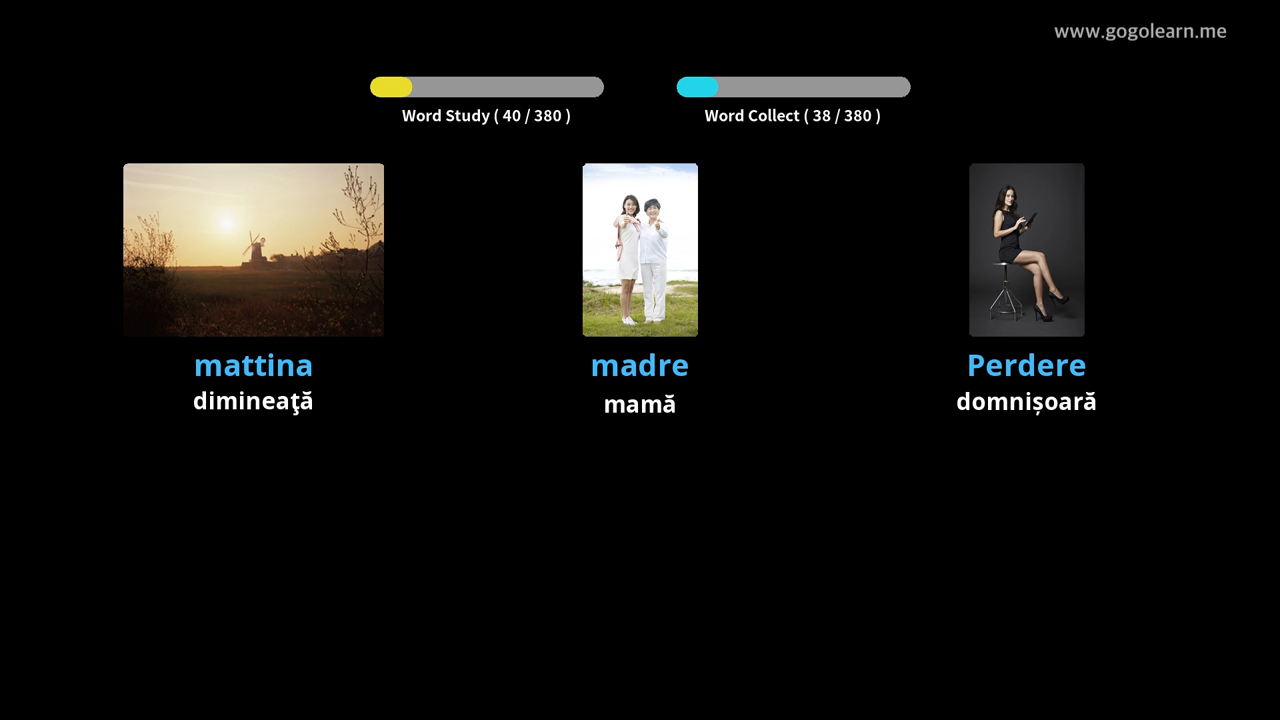 www.gogolearn.me
Word Study ( 40 / 380 )
Word Collect ( 38 / 380 )
mattina
dimineaţă
madre
mamă
Perdere
domnișoară